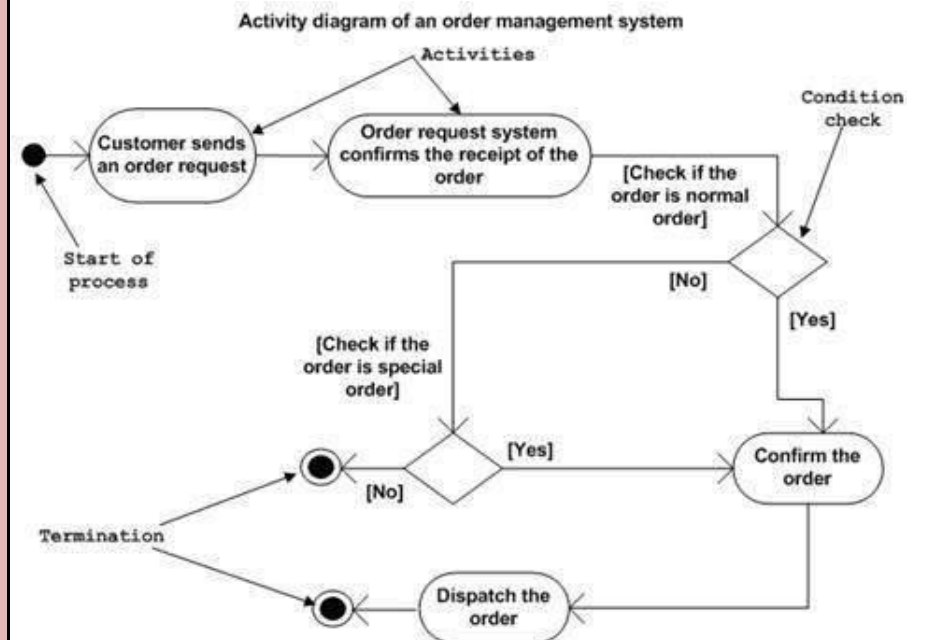 Activity diagram of an order management system
Activities
Condition
check
Customer sends
an order request
Order request system
confirms the receipt of the
order
[Check if the
order is normal
order]
Start of
process
[No]
[Yes]
[Check if the
order is special
order]
[Yes]
[No]
Confirm the
order
Termination
Dispatch the
order